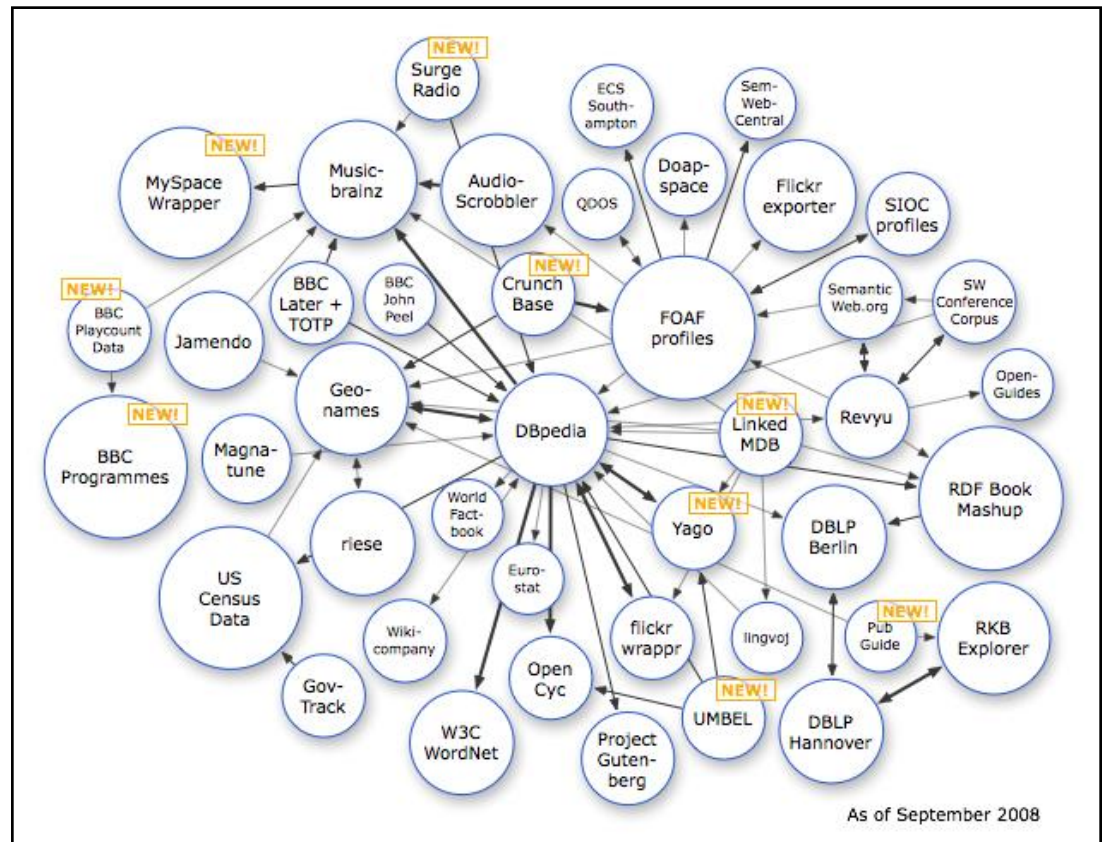 NEW!
Surge
Radio
ECS
South-
ampton
Sem-
Web-
Central
NEW!
MySpace
Wrapper
Music-
brainz
Audio-
Scrobbler
QDOS
Doap-
space
Flickr
exporter
SIOC
profiles
NEW!
BBC
Playcount
Data
Jamendo
BBC
Later +
TOTP
BBC
John
Peel
NEW!
Crunch
Base
FOAF
profiles
Semantic
Web.org
SW
Conference
Corpus
Geo-
names
DBpedia
NEW!
Linked
MDB
Revyu
Open-
Guides
NEW!
BBC
Programmes
Magna-
tune
World
Fact-
book
NEW!
Yago
DBLP
Berlin
RDF Book
Mashup
US
Census
Data
riese
Euro-
stat
Wiki-
company
flickr
wrappr
lingvoj
NEW!
Pub
Guide
RKB
Explorer
Gov-
Track
W3C
WordNet
Open
Cyc
Project
Guten-
berg
NEW!
UMBEL
DBLP
Hannover
As of September 2008